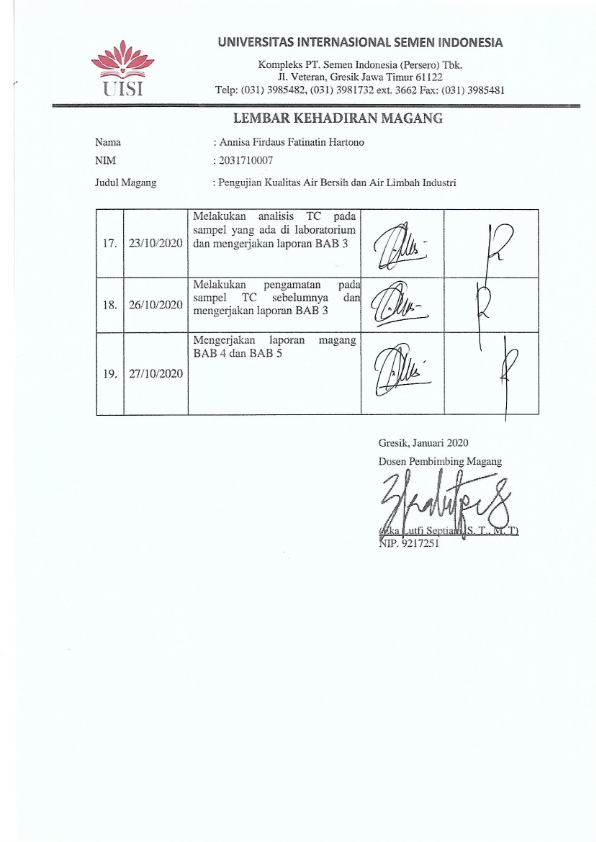 UNIVERSITAS INTERNASIONAL SEMEN INDONESIA
Kompleks PT. Semen Indonesia (Persero) Tbk.
Jl. Veteran, Gresik Jawa Timur 61122
Telp: (031) 3985482, (031) 3981732 ext. 3662 Fax: (031) 3985481
UISI
LEMBAR KEHADIRAN MAGANG
Nama : Annisa Firdaus Fatinatin Hartono
NIM : 2031710007
Judul Magang : Pengujian Kualitas Air Bersih dan Air Limbah Industri
Melakukan analisis TC pada
sampel yang ada di laboratorium
17. 23/10/2020 dan mengerjakan laporan BAB 3
Melakukan pengamatan pada
sampel TC sebelumnya dan
18. 26/10/2020 mengerjakan laporan BAB 3
Mengerjakan laporan magang
BAB 4 dan BAB 5
19. 27/10/2020
Gresik, Januari 2020
Dosen Pembimbing Magang
Lutfi Septiani, S. T., M. T)
NIP. 9217251